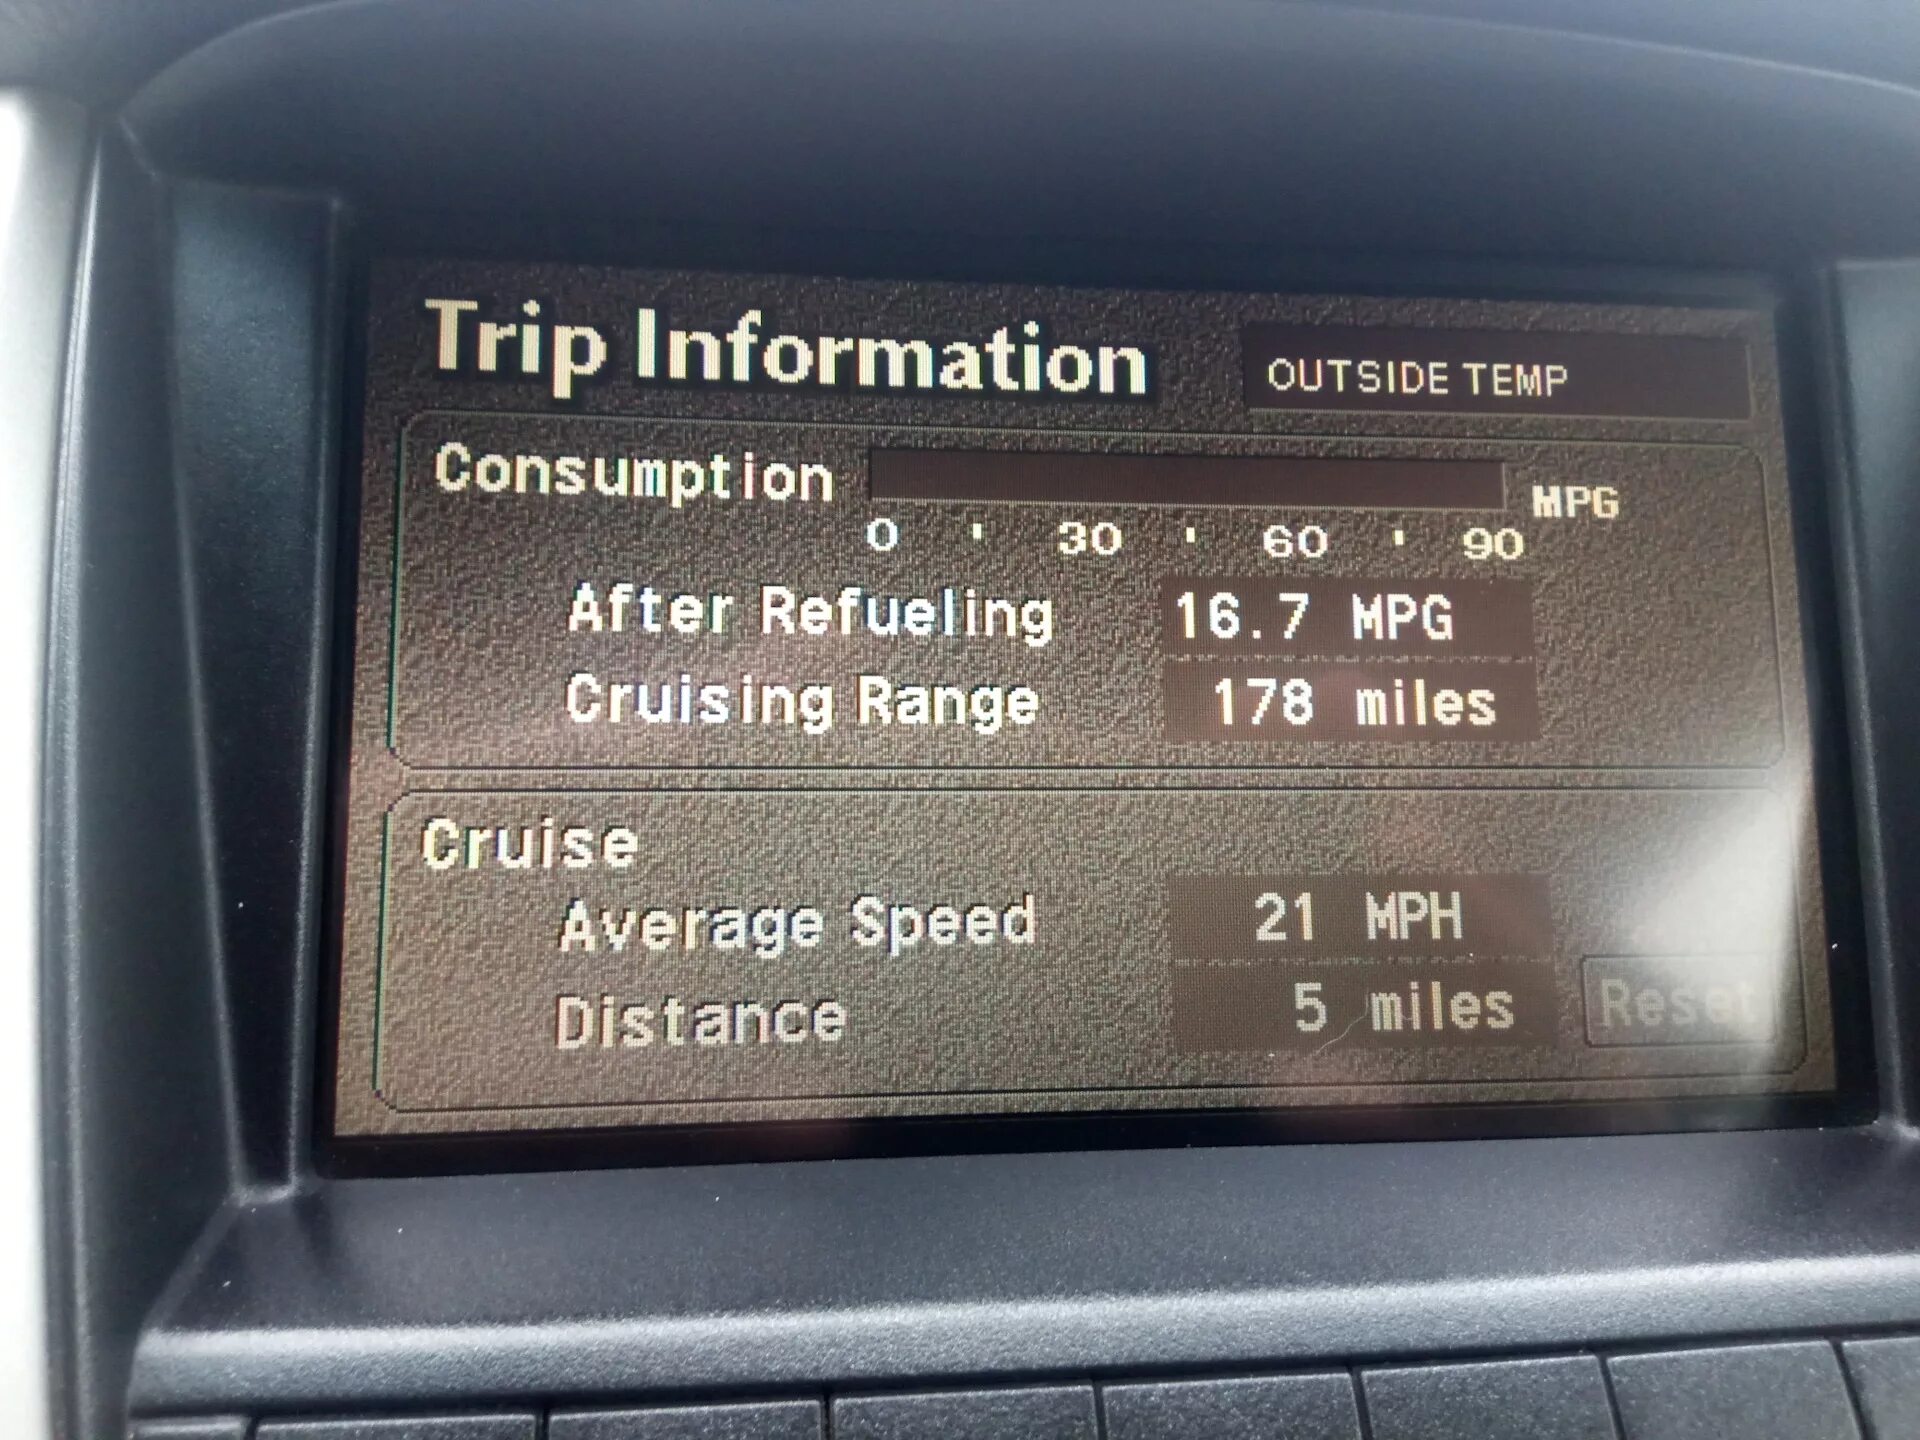 Trip Information
OUTSIDE TEMP
Consumption
MPG
0 ' 30 ' 60 ' 90
After Refueling 16.7 MPG
Cruising Range 178 miles
Cruise
Average Speed 21 MPH
Distance 5 miles
Reset